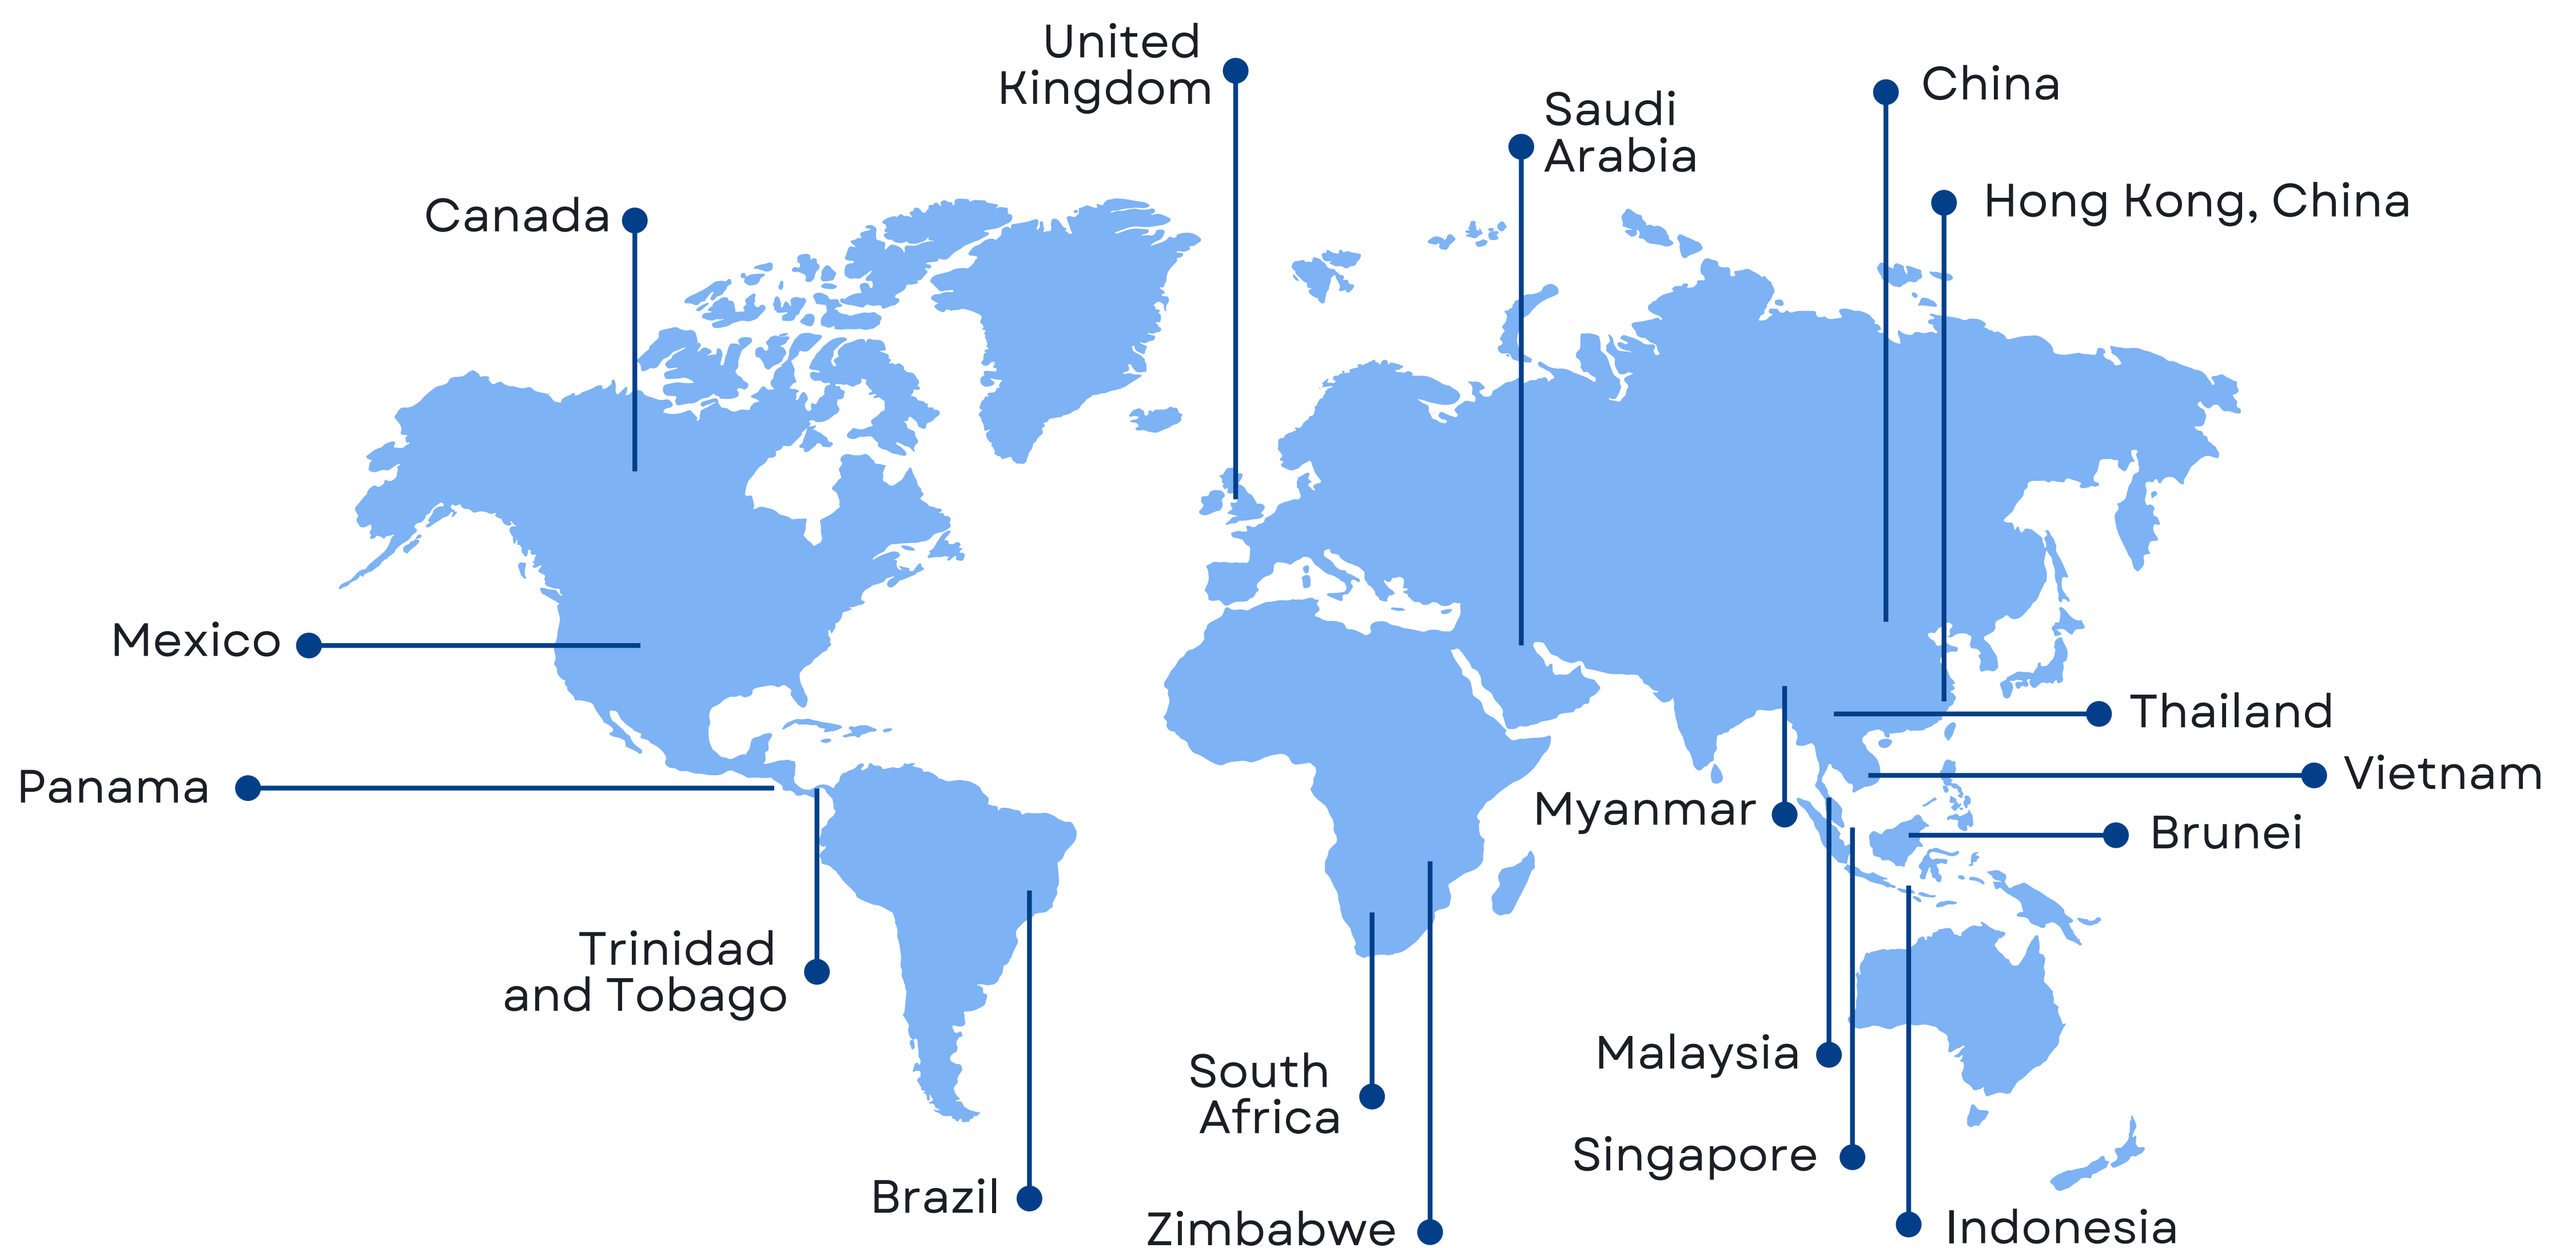 United
Kingdom
China
Saudi
Arabia
Canada
Hong Kong, China
Mexico
Thailand
Panama
Vietnam
Myanmar
Brunei
Trinidad
and Tobago
South
Africa
Malaysia
Singapore
Brazil
Zimbabwe
Indonesia